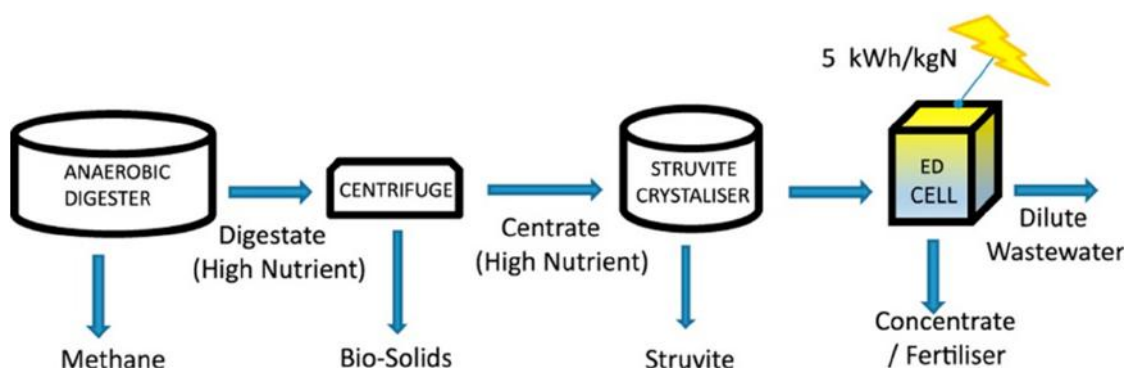 5 kWh/kgN
ANAEROBIC
DIGESTER
CENTRIFUGE
STRUVITE
CRYSTALISER
ED
CELL
Digestate
(High Nutrient)
Centrate
(High Nutrient)
Dilute
Wastewater
Methane
Bio-Solids
Struvite
Concentrate
/ Fertiliser